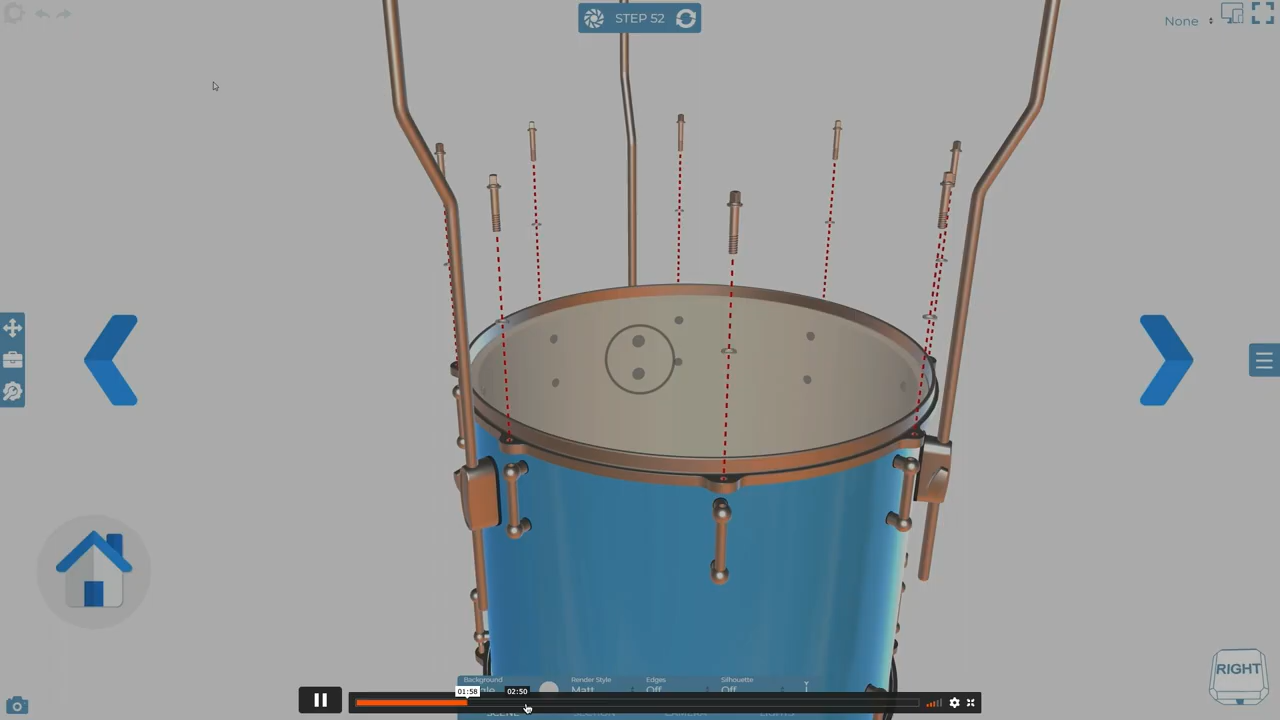 STEP 52
None
RIGHT
Background
Render Style
Edges
Silhouette
Matt
Off
Off
01:58
02:50